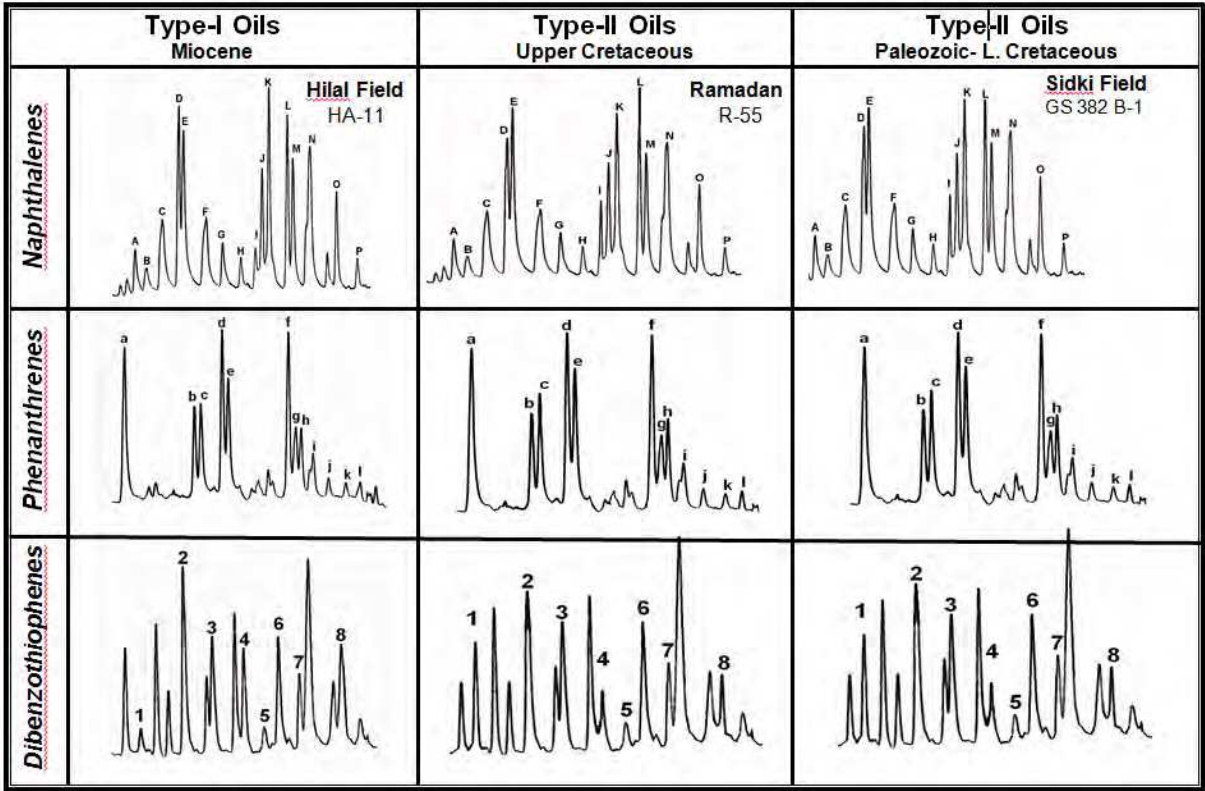 Type-I Oils
Miocene
Type-II Oils
Upper Cretaceous
Type-II Oils
Paleozoic- L. Cretaceous
Naphthalenes
Hilal Field
HA-11
A B C D E F G H I J K L M N O P
Ramadan
R-55
A B C D E F G H I J K L M N O P
Sidki Field
GS 382 B-1
A B C D E F G H I J K L M N O P
Phenanthrenes
a b c d e f g h i j k l
a b c d e f g h i j k l
a b c d e f g h i j k l
Dibenzothiophenes
1 2 3 4 5 6 7 8
1 2 3 4 5 6 7 8
1 2 3 4 5 6 7 8